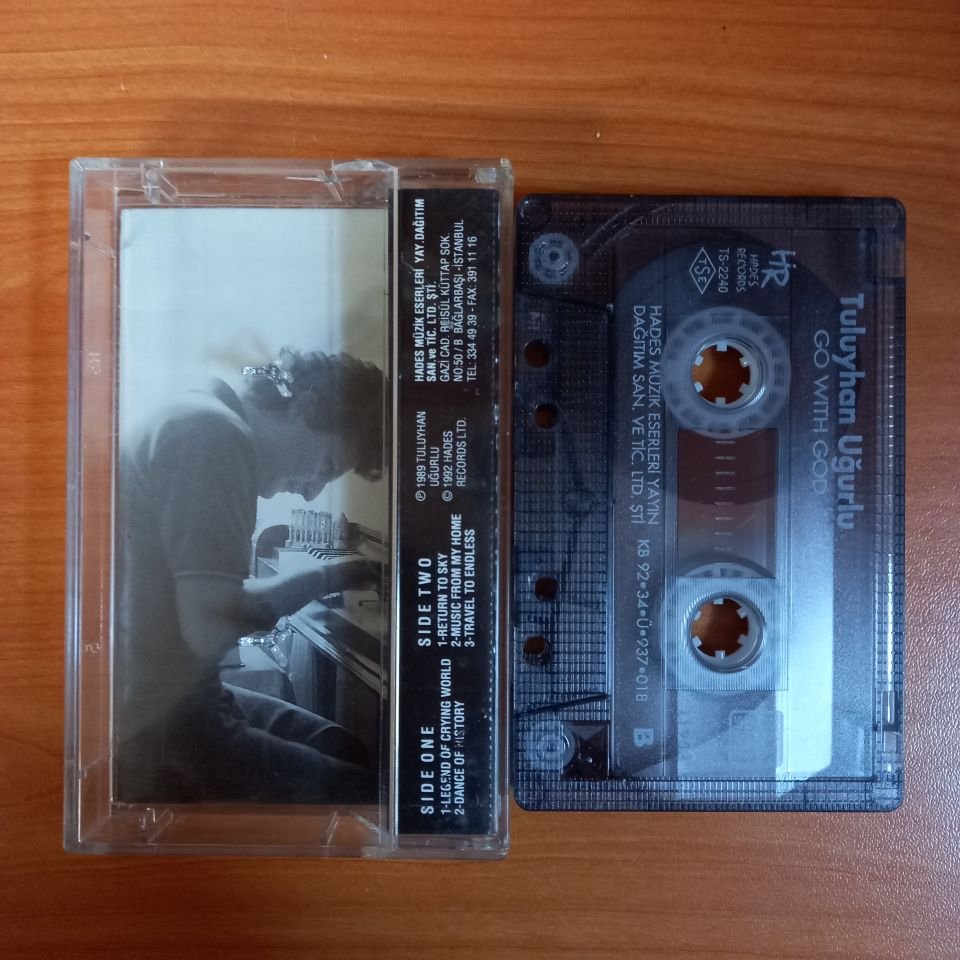 SIDE ONE
1-LEGEND OF CRYING WORLD
2-DANCE OF HISTORY
SIDE TWO
1-RETURN TO SKY
2-MUSIC FROM MY HOME
3-TRAVEL TO ENDLESS
℗ 1989 TULUYHAN
UĞURLU
© 1992 HADES
RECORDS LTD.
HADES MÜZİK ESERLERİ YAY.DAĞITIM
SAN.ve TİC. LTD. ŞTİ.
GAZİ CAD. REİSÜL KÜTTAP SOK.
NO:50 / B BAĞLARBAŞI -İSTANBUL
TEL: 334 49 39 - FAX: 391 11 16
Tuluyhan Uğurlu
GO WITH GOD
HR
HADES
RECORDS
TS-2240
TSE
HADES MÜZİK ESERLERİ YAYIN
DAĞITIM SAN. VE TİC. LTD. ŞTİ
KB 92•34•Ü•937•018
B